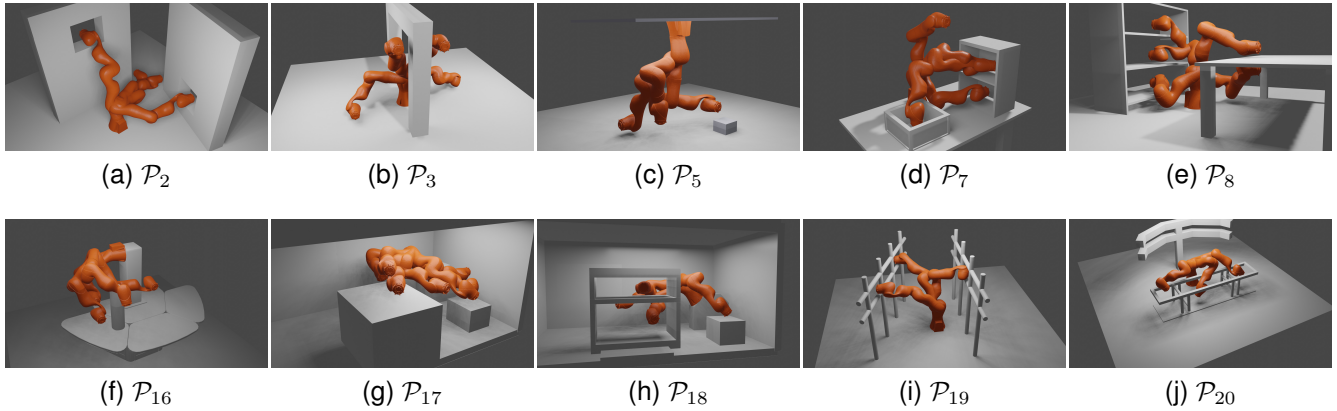 (a) 𝒫₂ (b) 𝒫₃ (c) 𝒫₅ (d) 𝒫₇ (e) 𝒫₈
(f) 𝒫₁₆ (g) 𝒫₁₇ (h) 𝒫₁₈ (i) 𝒫₁₉ (j) 𝒫₂₀